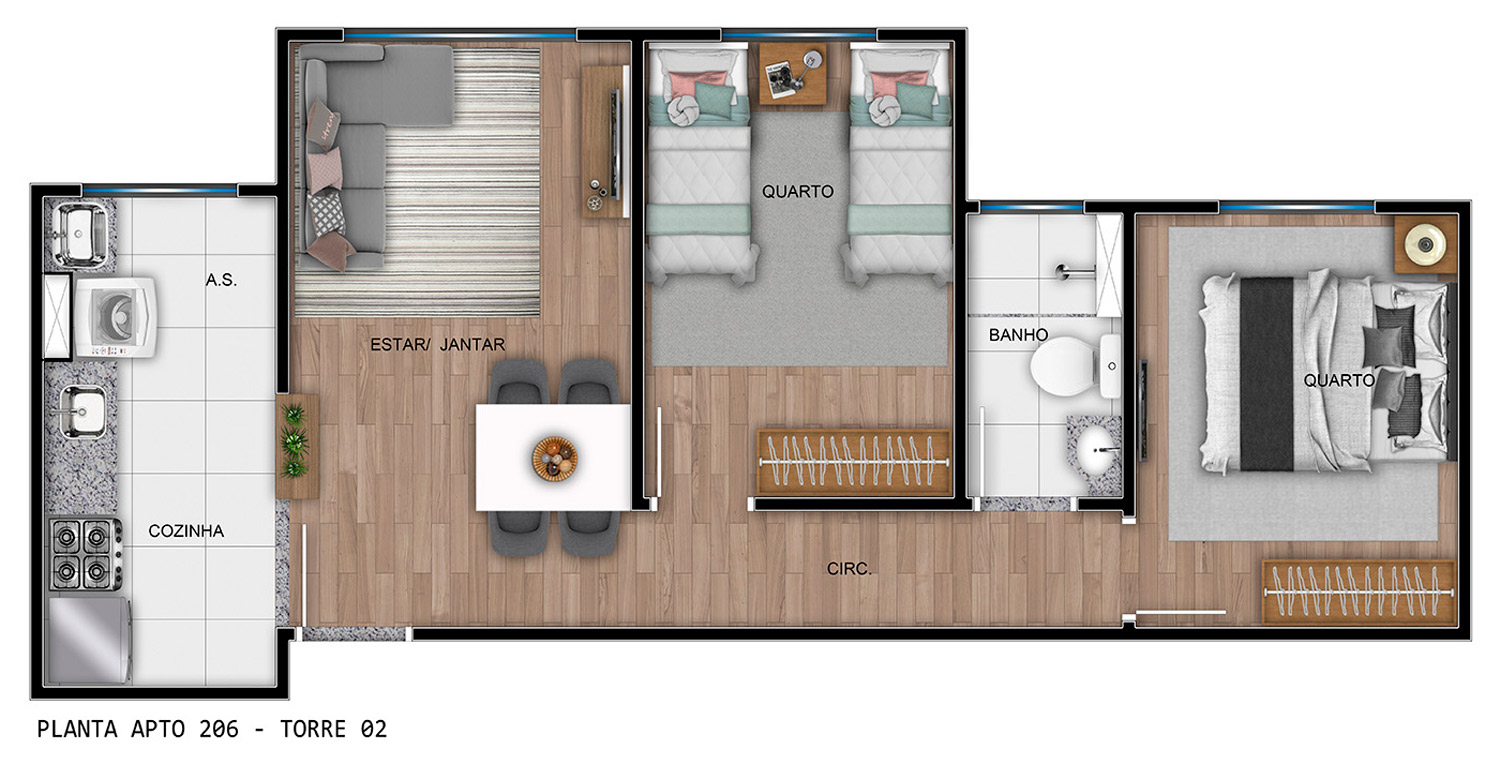 QUARTO
A.S.
BANHO
ESTAR/ JANTAR
QUARTO
COZINHA
CIRC.
PLANTA APTO 206 - TORRE 02